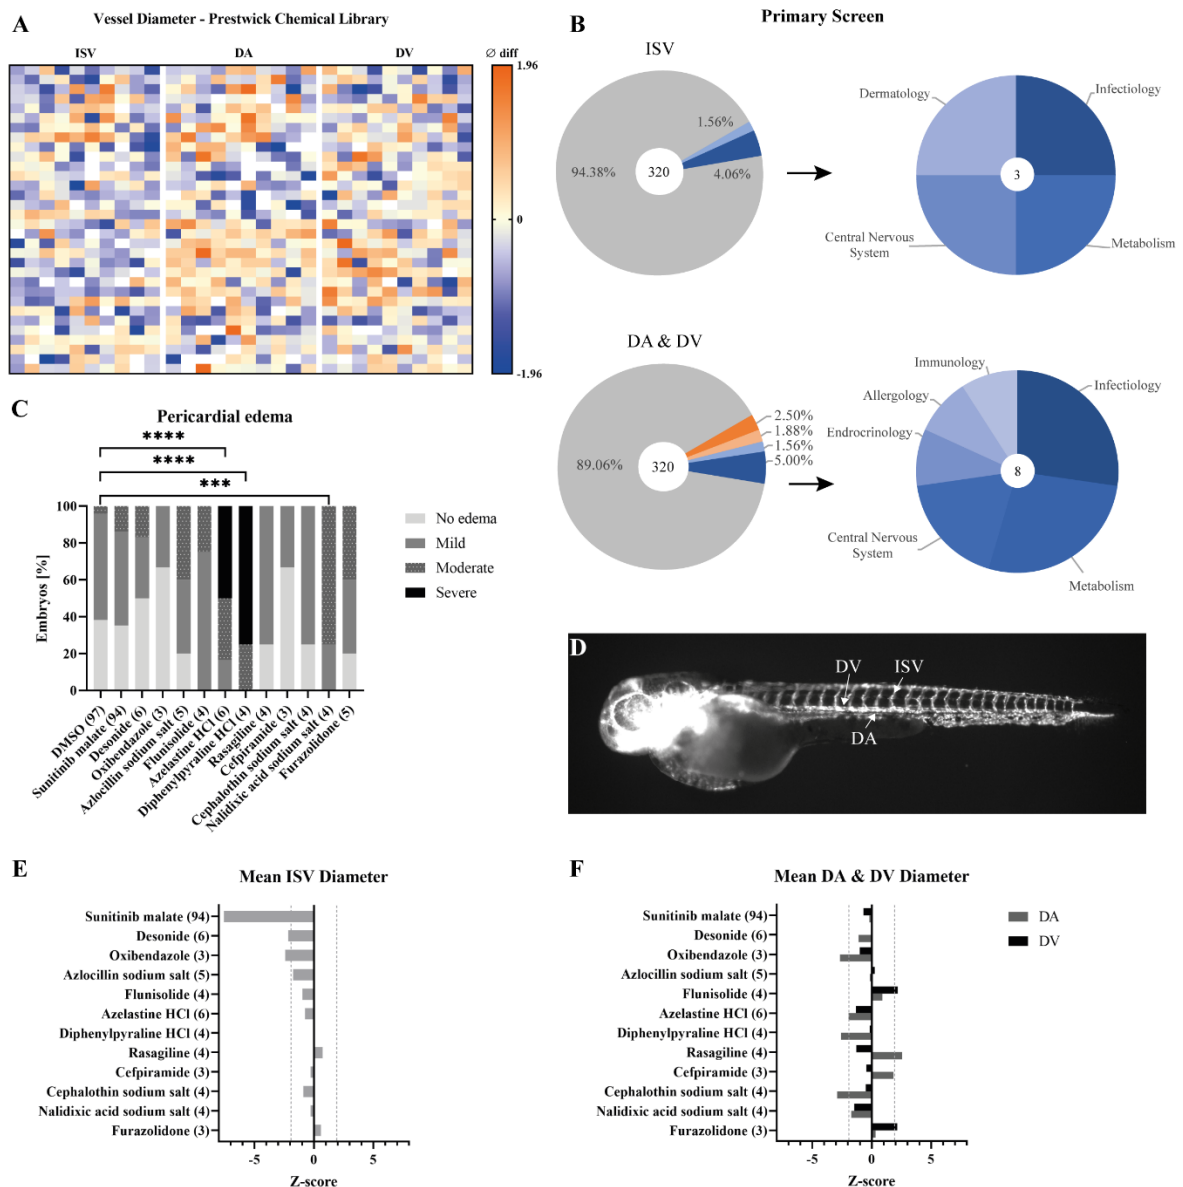 A
Vessel Diameter - Prestwick Chemical Library
ISV
DA
DV
∅ diff
1.96
0
-1.96
B
Primary Screen
ISV
1.56%
94.38%
320
4.06%
Dermatology
Infectiology
3
Central Nervous
System
Metabolism
DA & DV
2.50%
1.88%
1.56%
5.00%
89.06%
320
Immunology
Allergology
Endocrinology
Infectiology
8
Central Nervous
System
Metabolism
C
Pericardial edema
****
****
***
Embryos [%]
100
80
60
40
20
0
No edema
Mild
Moderate
Severe
DMSO (97)
Sunitinib malate (94)
Desonide (6)
Oxibendazole (3)
Azlocillin sodium salt (5)
Flunisolide (4)
Azelastine HCl (6)
Diphenylpyraline HCl (4)
Rasagiline (4)
Cefpiramide (3)
Cephalothin sodium salt (4)
Nalidixic acid sodium salt (4)
Furazolidone (5)
D
DV
ISV
DA
E
Mean ISV Diameter
Sunitinib malate (94)
Desonide (6)
Oxibendazole (3)
Azlocillin sodium salt (5)
Flunisolide (4)
Azelastine HCl (6)
Diphenylpyraline HCl (4)
Rasagiline (4)
Cefpiramide (3)
Cephalothin sodium salt (4)
Nalidixic acid sodium salt (4)
Furazolidone (3)
-5
0
5
Z-score
F
Mean DA & DV Diameter
Sunitinib malate (94)
Desonide (6)
Oxibendazole (3)
Azlocillin sodium salt (5)
Flunisolide (4)
Azelastine HCl (6)
Diphenylpyraline HCl (4)
Rasagiline (4)
Cefpiramide (3)
Cephalothin sodium salt (4)
Nalidixic acid sodium salt (4)
Furazolidone (3)
-5
0
5
Z-score
DA
DV